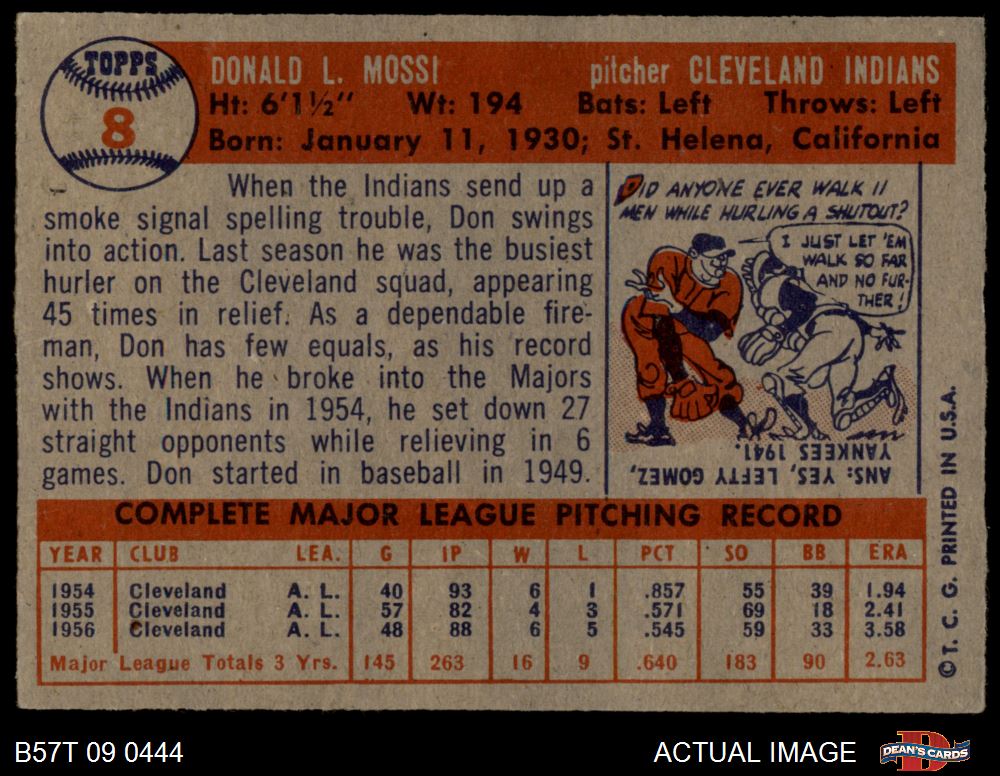 TOPPS
8
DONALD L. MOSSI pitcher CLEVELAND INDIANS
Ht: 6'1½" Wt: 194 Bats: Left Throws: Left
Born: January 11, 1930; St. Helena, California
When the Indians send up a
smoke signal spelling trouble, Don swings
into action. Last season he was the busiest
hurler on the Cleveland squad, appearing
45 times in relief. As a dependable fire-
man, Don has few equals, as his record
shows. When he broke into the Majors
with the Indians in 1954, he set down 27
straight opponents while relieving in 6
games. Don started in baseball in 1949.
DID ANYONE EVER WALK 11
MEN WHILE HURLING A SHUTOUT?
I JUST LET 'EM
WALK SO FAR
AND NO FUR-
THER!
ANS: YES, LEFTY GOMEZ,
YANKEES 1941.
COMPLETE MAJOR LEAGUE PITCHING RECORD
YEAR CLUB LEA. G IP W L PCT SO BB ERA
1954 Cleveland A. L. 40 93 6 1 .857 55 39 1.94
1955 Cleveland A. L. 57 82 4 3 .571 69 18 2.41
1956 Cleveland A. L. 48 88 6 5 .545 59 33 3.58
Major League Totals 3 Yrs. 145 263 16 9 .640 183 90 2.63
© T. C. G. PRINTED IN U.S.A.
B57T 09 0444 ACTUAL IMAGE
D
DEAN'S CARDS